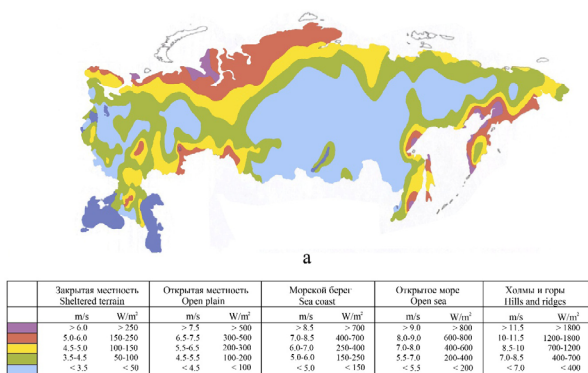 а
Закрытая местность Открытая местность Морской берег Открытое море Холмы и горы
Sheltered terrain Open plain Sea coast Open sea Hills and ridges
m/s W/m² m/s W/m² m/s W/m² m/s W/m² m/s W/m²
> 6.0 > 250 > 7.5 > 500 > 8.5 > 700 > 9.0 > 800 > 11.5 > 1800
5.0-6.0 150-250 6.5-7.5 300-500 7.0-8.5 400-700 8.0-9.0 600-800 10-11.5 1200-1800
4.5-5.0 100-150 5.5-6.5 200-300 6.0-7.0 250-400 7.0-8.0 400-600 8.5-10 700-1200
3.5-4.5 50-100 4.5-5.5 100-200 5.0-6.0 150-250 5.5-7.0 200-400 7.0-8.5 400-700
< 3.5 < 50 < 4.5 < 100 < 5.0 < 150 < 5.5 < 200 < 7.0 < 400